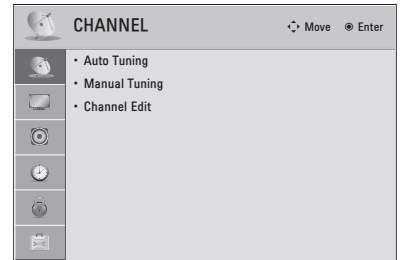 CHANNEL
Move Enter
• Auto Tuning
• Manual Tuning
• Channel Edit